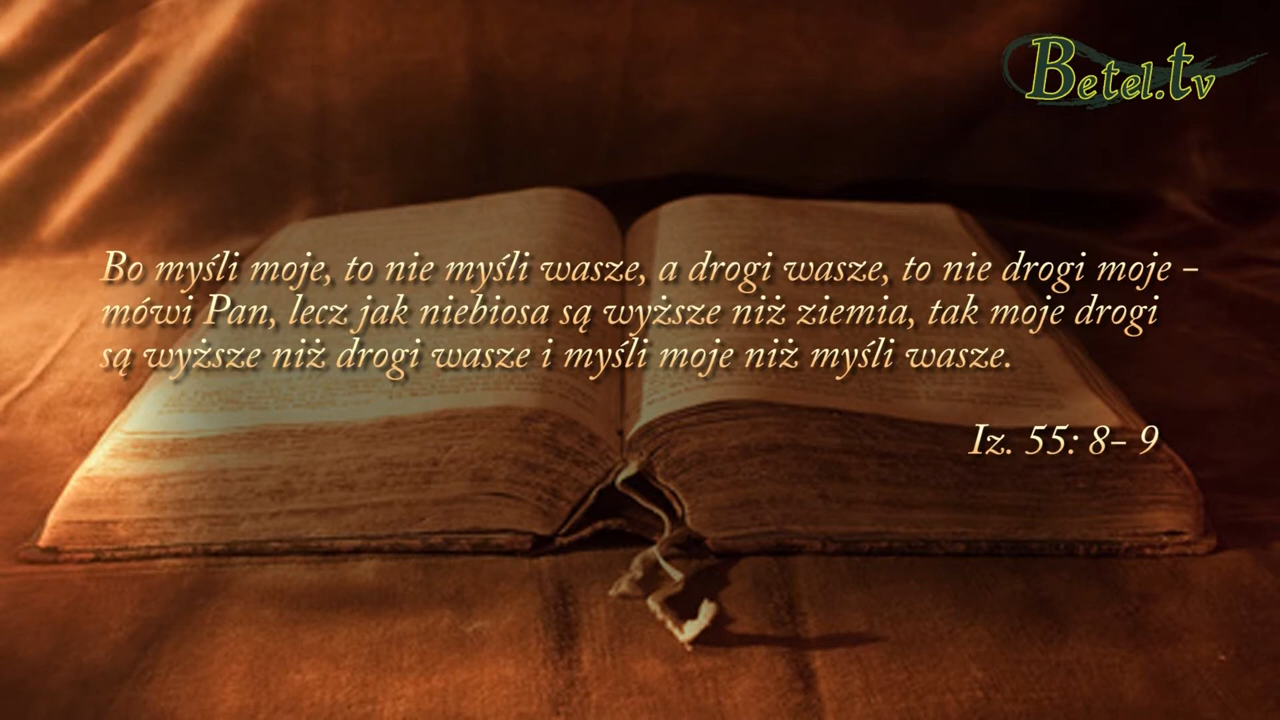 Betel.tv
Bo myśli moje, to nie myśli wasze, a drogi wasze, to nie drogi moje –
mówi Pan, lecz jak niebiosa są wyższe niż ziemia, tak moje drogi
są wyższe niż drogi wasze i myśli moje niż myśli wasze.
Iz. 55: 8– 9